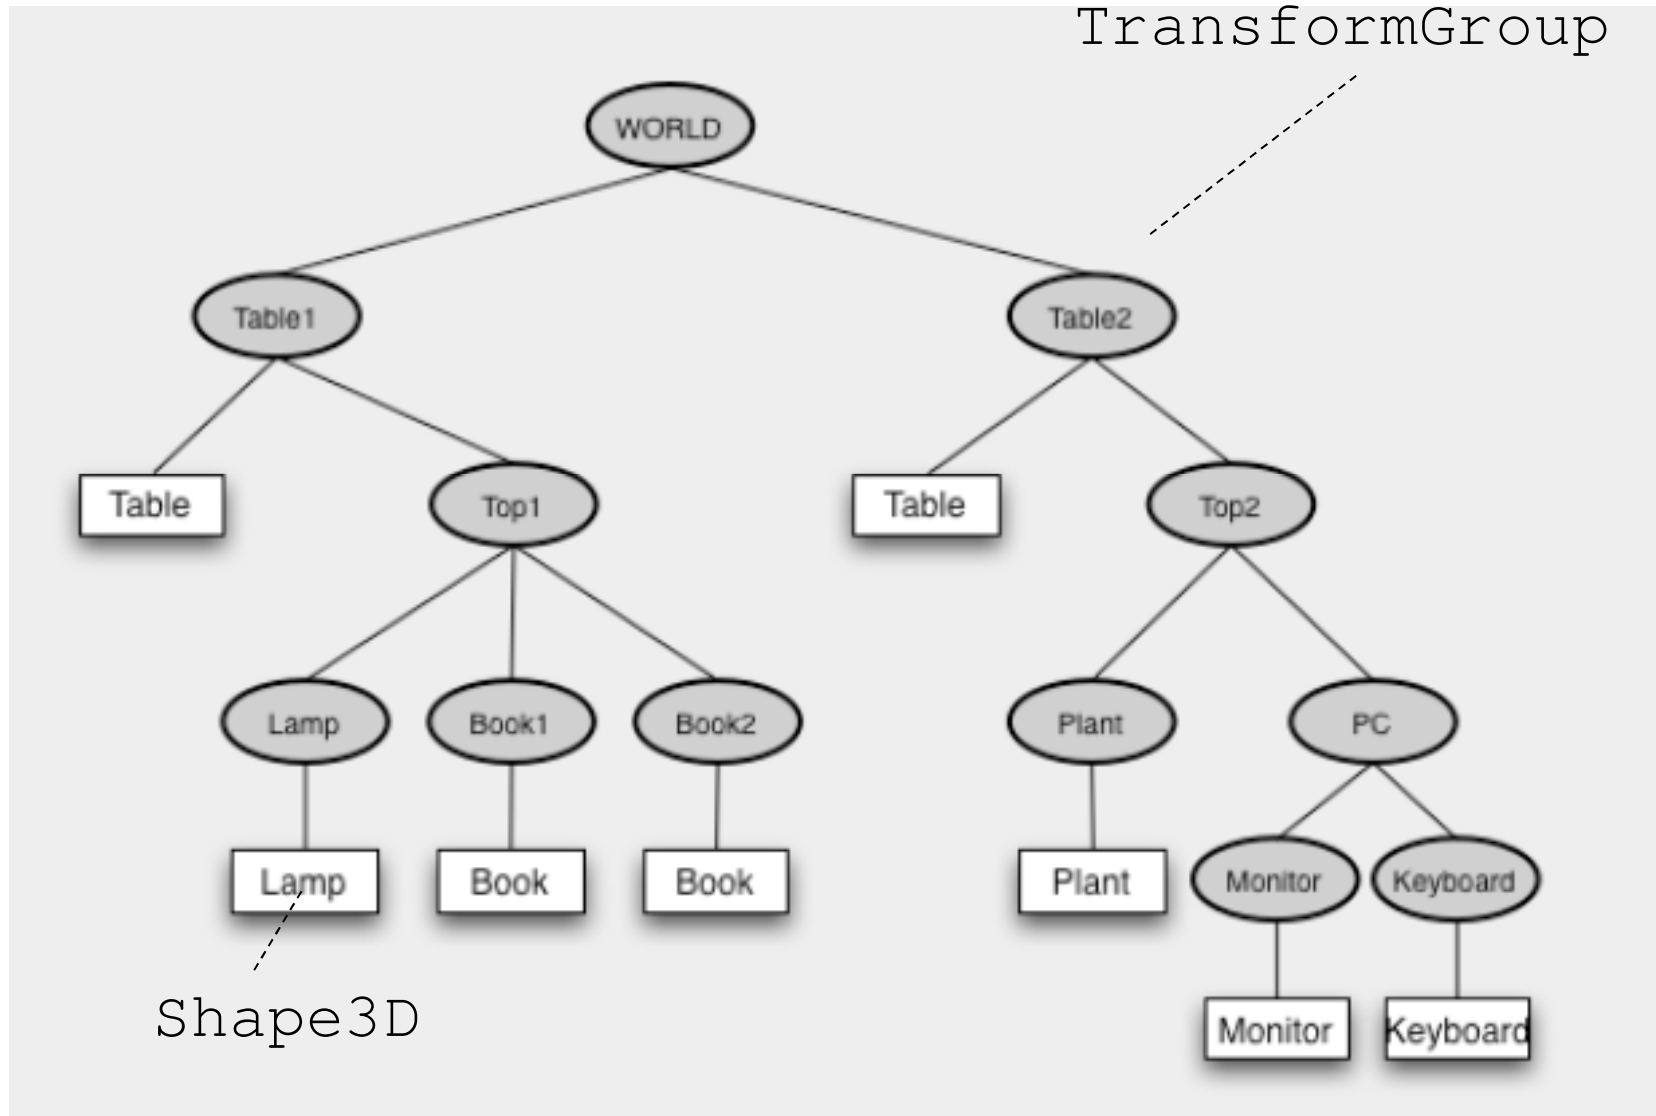 TransformGroup
WORLD
Table1
Table2
Table
Top1
Table
Top2
Lamp
Book1
Book2
Plant
PC
Lamp
Book
Book
Plant
Monitor
Keyboard
Shape3D
Monitor
Keyboard